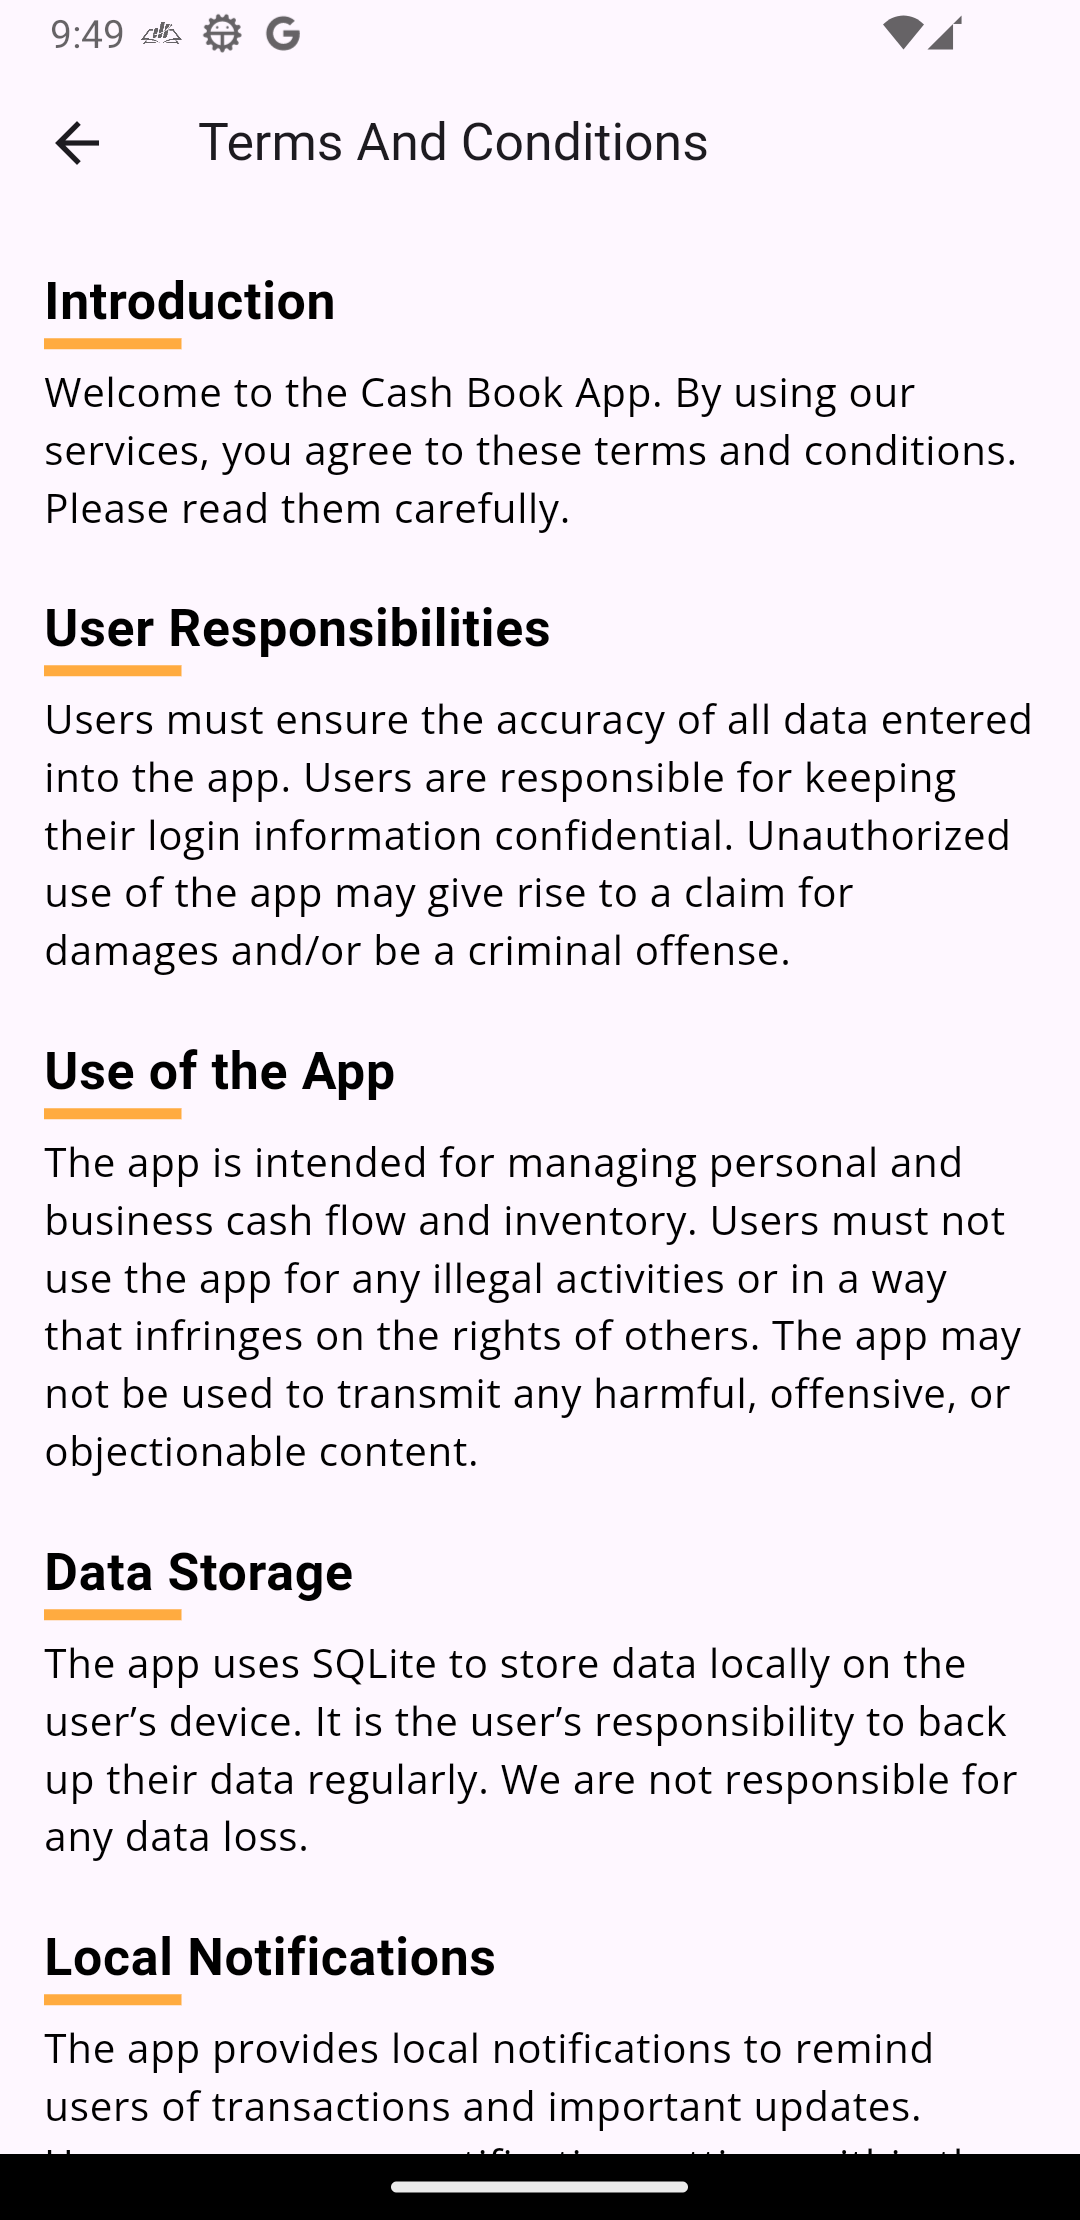 9:49
Terms And Conditions
Introduction
Welcome to the Cash Book App. By using our
services, you agree to these terms and conditions.
Please read them carefully.
User Responsibilities
Users must ensure the accuracy of all data entered
into the app. Users are responsible for keeping
their login information confidential. Unauthorized
use of the app may give rise to a claim for
damages and/or be a criminal offense.
Use of the App
The app is intended for managing personal and
business cash flow and inventory. Users must not
use the app for any illegal activities or in a way
that infringes on the rights of others. The app may
not be used to transmit any harmful, offensive, or
objectionable content.
Data Storage
The app uses SQLite to store data locally on the
user’s device. It is the user’s responsibility to back
up their data regularly. We are not responsible for
any data loss.
Local Notifications
The app provides local notifications to remind
users of transactions and important updates.